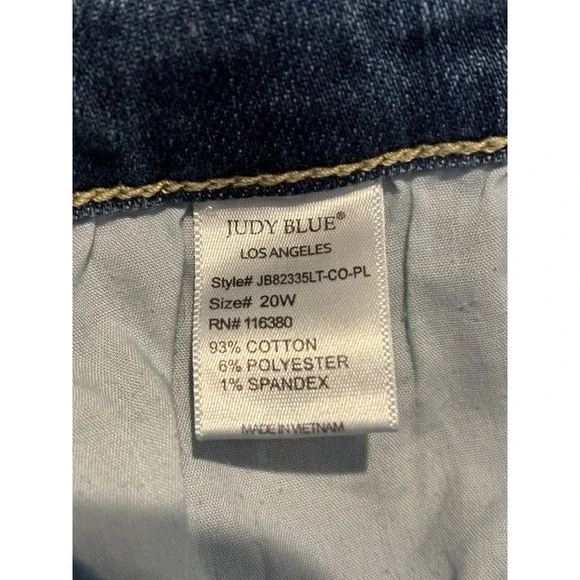 JUDY BLUE®
LOS ANGELES
Style# JB82335LT-CO-PL
Size# 20W
RN# 116380
93% COTTON
6% POLYESTER
1% SPANDEX
MADE IN VIETNAM